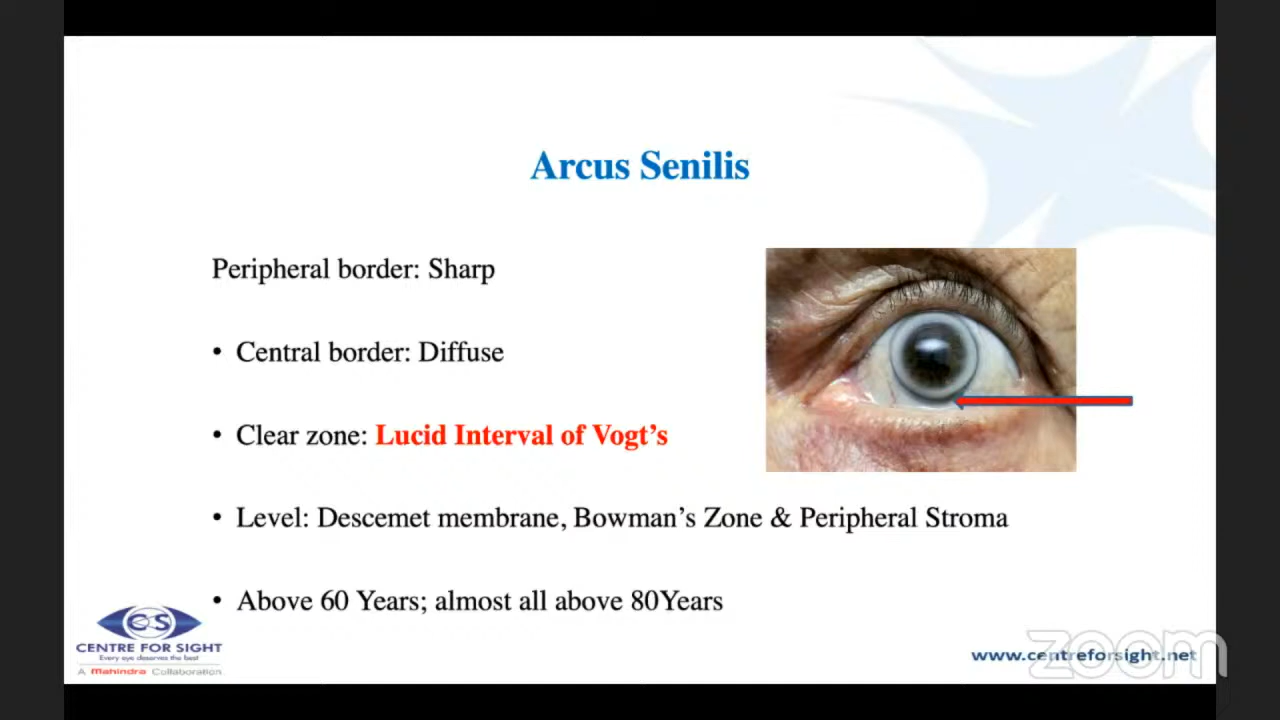 Arcus Senilis
Peripheral border: Sharp
• Central border: Diffuse
• Clear zone: Lucid Interval of Vogt's
• Level: Descemet membrane, Bowman's Zone & Peripheral Stroma
• Above 60 Years; almost all above 80Years
CS
CENTRE FOR SIGHT
Every eye deserves the best
A Mahindra Collaboration
www.centreforsight.net
zoom